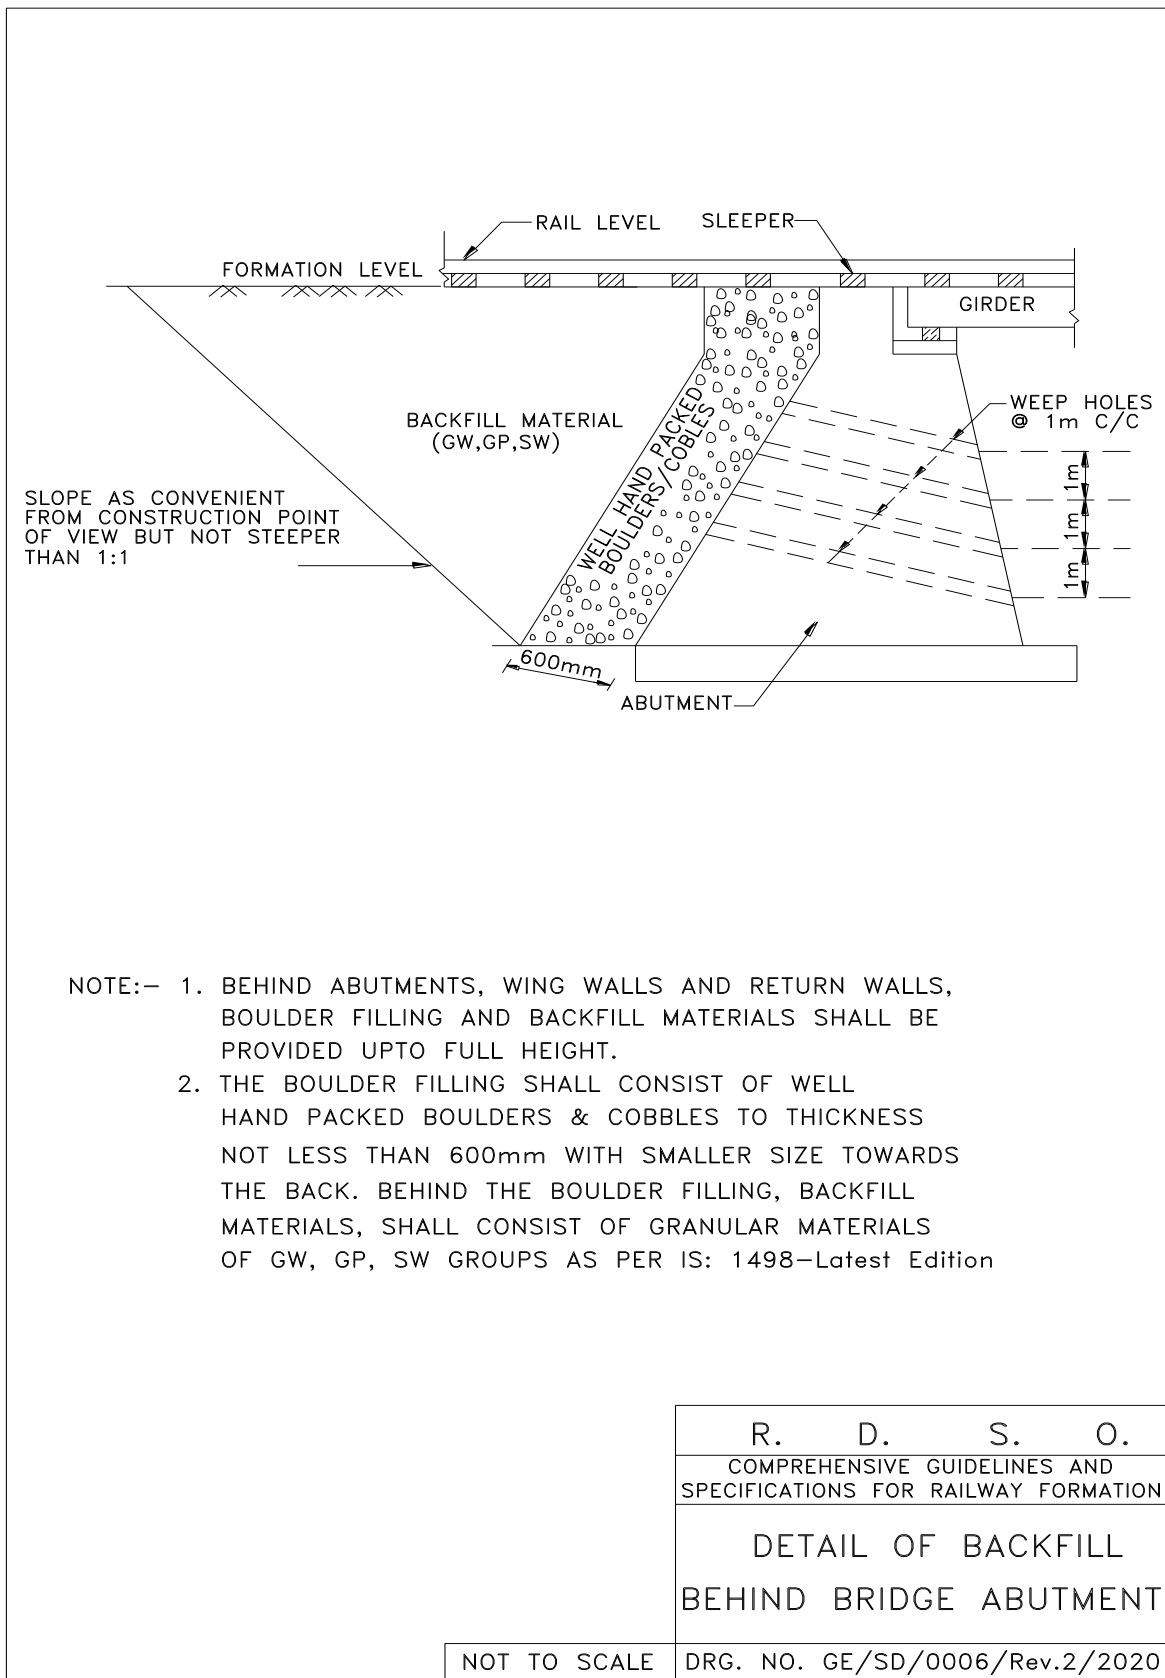 RAIL LEVEL
SLEEPER
FORMATION LEVEL
GIRDER
BACKFILL MATERIAL
(GW,GP,SW)
WELL HAND PACKED
BOULDERS/COBLES
WEEP HOLES
@ 1m C/C
1m
1m
1m
SLOPE AS CONVENIENT
FROM CONSTRUCTION POINT
OF VIEW BUT NOT STEEPER
THAN 1:1
600mm
ABUTMENT
NOTE:- 1. BEHIND ABUTMENTS, WING WALLS AND RETURN WALLS,
BOULDER FILLING AND BACKFILL MATERIALS SHALL BE
PROVIDED UPTO FULL HEIGHT.
2. THE BOULDER FILLING SHALL CONSIST OF WELL
HAND PACKED BOULDERS & COBBLES TO THICKNESS
NOT LESS THAN 600mm WITH SMALLER SIZE TOWARDS
THE BACK. BEHIND THE BOULDER FILLING, BACKFILL
MATERIALS, SHALL CONSIST OF GRANULAR MATERIALS
OF GW, GP, SW GROUPS AS PER IS: 1498-Latest Edition
R. D. S. O.
COMPREHENSIVE GUIDELINES AND
SPECIFICATIONS FOR RAILWAY FORMATION
DETAIL OF BACKFILL
BEHIND BRIDGE ABUTMENT
NOT TO SCALE
DRG. NO. GE/SD/0006/Rev.2/2020